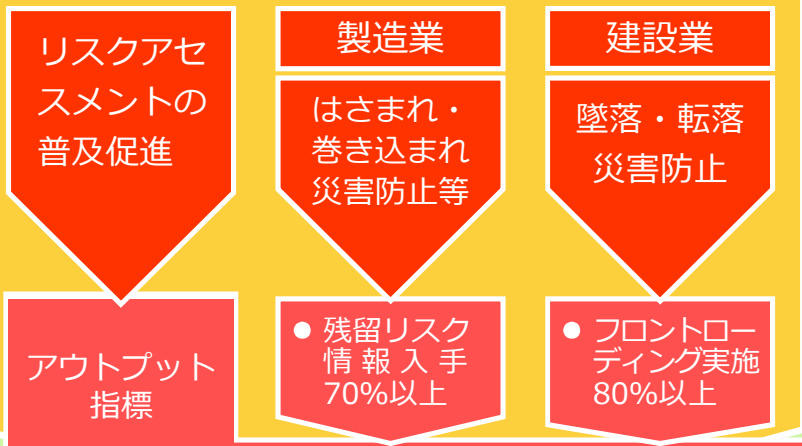 リスクアセ
スメントの
普及促進
製造業
はさまれ・
巻き込まれ
災害防止等
建設業
墜落・転落
災害防止
アウトプット
指標
● 残留リスク
情報入手
70%以上
● フロントロー
ディング実施
80%以上